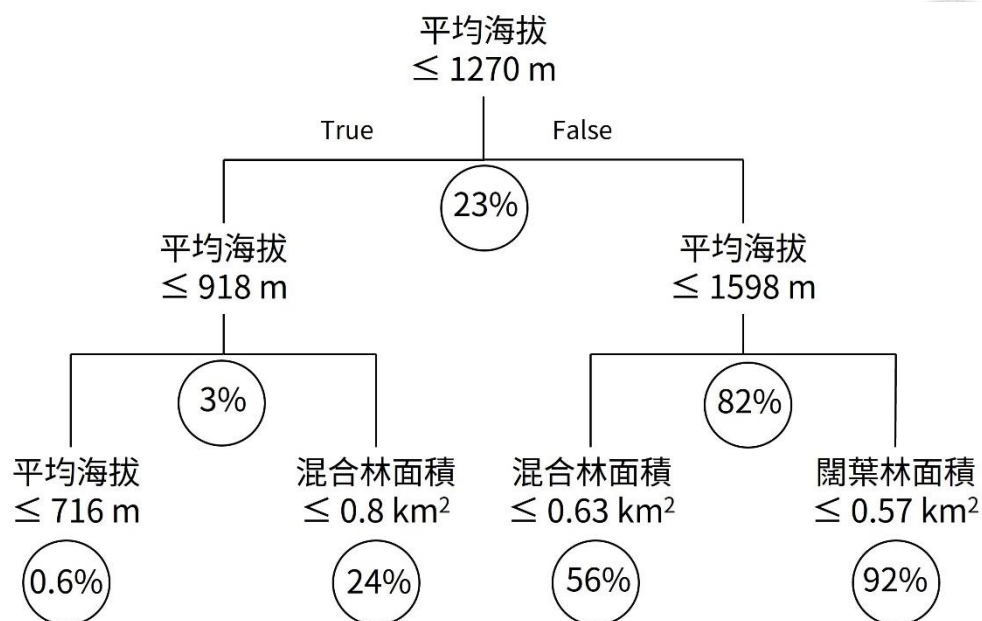 平均海拔
≤ 1270 m
True
False
23%
平均海拔
≤ 918 m
平均海拔
≤ 1598 m
3%
82%
平均海拔
≤ 716 m
混合林面積
≤ 0.8 km²
混合林面積
≤ 0.63 km²
闊葉林面積
≤ 0.57 km²
0.6%
24%
56%
92%